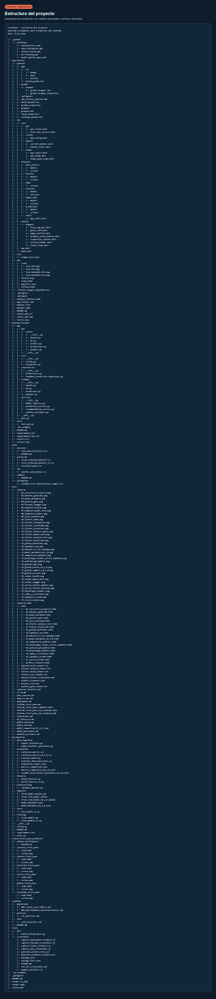 FrostPuno - evidencia local
Estructura del proyecto
Arbol generado localmente con carpetas principales y archivos relevantes.
FrostPuno - estructura del proyecto
Generado localmente para evidencias del informe.
Raiz: frost-puno
|-- .github
|   \-- workflows
|       |-- backend-tests.yml
|       |-- data-validation.yml
|       |-- flutter-build.yml
|       |-- ml-training.yml
|       \-- model-quality-gate.yml
|-- app_flutter
|   |-- android
|   |   |-- app
|   |   |   |-- src
|   |   |   |   |-- debug
|   |   |   |   |-- main
|   |   |   |   \-- profile
|   |   |   \-- build.gradle.kts
|   |   |-- gradle
|   |   |   \-- wrapper
|   |   |       |-- gradle-wrapper.jar
|   |   |       \-- gradle-wrapper.properties
|   |   |-- .gitignore
|   |   |-- app_flutter_android.iml
|   |   |-- build.gradle.kts
|   |   |-- gradle.properties
|   |   |-- gradlew
|   |   |-- gradlew.bat
|   |   |-- local.properties
|   |   \-- settings.gradle.kts
|   |-- lib
|   |   |-- core
|   |   |   |-- api
|   |   |   |   |-- api_client.dart
|   |   |   |   \-- frost_api_service.dart
|   |   |   |-- config
|   |   |   |   \-- app_config.dart
|   |   |   |-- models
|   |   |   |   |-- current_weather.dart
|   |   |   |   \-- health_status.dart
|   |   |   \-- theme
|   |   |       |-- app_colors.dart
|   |   |       |-- app_theme.dart
|   |   |       \-- theme_mode_scope.dart
|   |   |-- features
|   |   |   |-- data_sources
|   |   |   |   |-- models
|   |   |   |   \-- screens
|   |   |   |-- history
|   |   |   |   |-- models
|   |   |   |   \-- screens
|   |   |   |-- home
|   |   |   |   \-- screens
|   |   |   |-- location
|   |   |   |   |-- models
|   |   |   |   \-- services
|   |   |   |-- model_info
|   |   |   |   |-- models
|   |   |   |   \-- screens
|   |   |   |-- prediction
|   |   |   |   |-- models
|   |   |   |   \-- screens
|   |   |   \-- shell
|   |   |       \-- app_shell.dart
|   |   |-- shared
|   |   |   \-- widgets
|   |   |       |-- frost_app_bar.dart
|   |   |       |-- glass_card.dart
|   |   |       |-- page_scaffold.dart
|   |   |       |-- primary_action_button.dart
|   |   |       |-- responsive_content.dart
|   |   |       |-- section_header.dart
|   |   |       \-- status_chip.dart
|   |   |-- app.dart
|   |   \-- main.dart
|   |-- test
|   |   \-- widget_test.dart
|   |-- web
|   |   |-- icons
|   |   |   |-- Icon-192.png
|   |   |   |-- Icon-512.png
|   |   |   |-- Icon-maskable-192.png
|   |   |   \-- Icon-maskable-512.png
|   |   |-- favicon.png
|   |   |-- index.html
|   |   |-- manifest.json
|   |   \-- offline.html
|   |-- .flutter-plugins-dependencies
|   |-- .gitignore
|   |-- .metadata
|   |-- analysis_options.yaml
|   |-- app_flutter.iml
|   |-- pubspec.lock
|   |-- pubspec.yaml
|   |-- README.md
|   |-- static_web.err
|   |-- static_web.log
|   \-- vercel.json
|-- backend_fastapi
|   |-- app
|   |   |-- api
|   |   |   |-- routes
|   |   |   |   |-- __init__.py
|   |   |   |   |-- health.py
|   |   |   |   |-- ml.py
|   |   |   |   |-- predict.py
|   |   |   |   |-- predictions.py
|   |   |   |   \-- weather.py
|   |   |   \-- __init__.py
|   |   |-- core
|   |   |   |-- __init__.py
|   |   |   |-- config.py
|   |   |   \-- exceptions.py
|   |   |-- repositories
|   |   |   |-- __init__.py
|   |   |   |-- predictions.py
|   |   |   \-- supabase_prediction_repository.py
|   |   |-- schemas
|   |   |   |-- __init__.py
|   |   |   |-- health.py
|   |   |   |-- ml.py
|   |   |   |-- prediction.py
|   |   |   \-- weather.py
|   |   |-- services
|   |   |   |-- __init__.py
|   |   |   |-- model_registry.py
|   |   |   |-- prediction_service.py
|   |   |   |-- recommendation_service.py
|   |   |   \-- weather_providers.py
|   |   |-- __init__.py
|   |   \-- main.py
|   |-- tests
|   |   \-- test_api.py
|   |-- .env.example
|   |-- README.md
|   |-- requirements.txt
|   |-- requirements-dev.txt
|   |-- uvicorn.err
|   \-- uvicorn.log
|-- data
|   |-- external
|   |   |-- inei_puno_districts.csv
|   |   \-- README.md
|   |-- processed
|   |   |-- frost_training_dataset.csv
|   |   |-- frost_training_dataset_v2.csv
|   |   \-- locations_puno.csv
|   |-- raw
|   |   \-- weather_open_meteo.csv
|   |-- samples
|   |   \-- README.md
|   \-- validation
|       \-- senamhi_frost_observations_sample.csv
|-- docs
|   |-- capturas
|   |   |-- 01_estructura_proyecto.png
|   |   |-- 02_dataset_generado.png
|   |   |-- 03_model_metadata.png
|   |   |-- 04_quality_gate.png
|   |   |-- 05_fastapi_swagger.png
|   |   |-- 06_endpoint_health.png
|   |   |-- 07_endpoint_model_info.png
|   |   |-- 08_endpoint_predict.png
|   |   |-- 09_tests_backend.png
|   |   |-- 10_flutter_home.png
|   |   |-- 11_flutter_formulario.png
|   |   |-- 12_flutter_resultado.png
|   |   |-- 13_flutter_historial.png
|   |   |-- 14_flutter_fuentes_datos.png
|   |   |-- 15_flutter_model_info.png
|   |   |-- 16_flutter_analyze_test.png
|   |   |-- 17_flutter_build_web.png
|   |   |-- 18_github_workflows.png
|   |   |-- 19_supabase_sql.png
|   |   |-- 20_dataset_v2_sin_leakage.png
|   |   |-- 21_model_metadata_v0_2_0.png
|   |   |-- 22_comparacion_modelos.png
|   |   |-- 23_despliegue_render_vercel_supabase.png
|   |   |-- 24_android_apk_mobile.png
|   |   |-- 25_github_repo.png
|   |   |-- 26_github_branch_v0_2_0.png
|   |   |-- 27_github_commits_v0_2_0.png
|   |   |-- 28_github_actions.png
|   |   |-- 29_render_health.png
|   |   |-- 30_render_model_info.png
|   |   |-- 31_render_swagger.png
|   |   |-- 32_vercel_flutter_mobile.png
|   |   |-- 33_vercel_flutter_desktop.png
|   |   |-- 34_despliegue_headers.png
|   |   |-- 35_ramas_y_versiones.png
|   |   |-- 36_supabase_estado.png
|   |   \-- 37_vercel_estado.png
|   |-- capturas_data
|   |   |-- html
|   |   |   |-- 01_estructura_proyecto.html
|   |   |   |-- 02_dataset_generado.html
|   |   |   |-- 03_model_metadata.html
|   |   |   |-- 04_quality_gate.html
|   |   |   |-- 09_tests_backend.html
|   |   |   |-- 16_flutter_analyze_test.html
|   |   |   |-- 17_flutter_build_web.html
|   |   |   |-- 18_github_workflows.html
|   |   |   |-- 19_supabase_sql.html
|   |   |   |-- 20_dataset_v2_sin_leakage.html
|   |   |   |-- 21_model_metadata_v0_2_0.html
|   |   |   |-- 22_comparacion_modelos.html
|   |   |   |-- 23_despliegue_render_vercel_supabase.html
|   |   |   |-- 24_android_apk_mobile.html
|   |   |   |-- 34_despliegue_headers.html
|   |   |   |-- 35_ramas_y_versiones.html
|   |   |   |-- 36_supabase_estado.html
|   |   |   |-- 37_vercel_estado.html
|   |   |   \-- predict_response.html
|   |   |-- backend_tests_output.txt
|   |   |-- flutter_analyze_output.txt
|   |   |-- flutter_build_output.txt
|   |   |-- flutter_test_output.txt
|   |   |-- manual_flutter_screenshots.md
|   |   |-- predict_response.json
|   |   |-- project_tree.txt
|   |   \-- quality_gate_output.txt
|   |-- capturas_checklist.md
|   |-- ci_cd.md
|   |-- data_sources.md
|   |-- demo_script.md
|   |-- deployment.md
|   |-- informe_frost_puno.md
|   |-- informe_frost_puno_completo.docx
|   |-- informe_frost_puno_sin_caratula.docx
|   |-- informe_frost_puno_sin_caratula.pdf
|   |-- limitations.md
|   |-- ml_lifecycle.md
|   |-- mobile_build.md
|   |-- model_card.md
|   |-- model_comparison_v1_vs_v2.md
|   |-- model_governance.md
|   \-- weather_providers.md
|-- ml_pipeline
|   |-- data_ingestion
|   |   |-- ingest_locations.py
|   |   \-- ingest_weather_open_meteo.py
|   |-- evaluation
|   |   |-- confusion_matrix.csv
|   |   |-- confusion_matrix_v0_2_0.csv
|   |   |-- evaluate_model.py
|   |   |-- evaluate_observed_events.py
|   |   |-- evaluation_report.json
|   |   |-- metrics_comparison.json
|   |   |-- metrics_comparison_v0_2_0.json
|   |   \-- senamhi_observation_evaluation_v0_2_0.json
|   |-- features
|   |   |-- build_features.py
|   |   \-- build_features_v2.py
|   |-- preprocessing
|   |   \-- validate_dataset.py
|   |-- registry
|   |   |-- check_model_quality.py
|   |   |-- frost_risk_model.joblib
|   |   |-- frost_risk_model_v0_2_0.joblib
|   |   |-- model_metadata.json
|   |   \-- model_metadata_v0_2_0.json
|   |-- tests
|   |   \-- test_model_v2.py
|   |-- training
|   |   |-- train_models.py
|   |   \-- train_models_v2.py
|   |-- __init__.py
|   |-- config.py
|   |-- README.md
|   |-- requirements.txt
|   \-- utils.py
|-- stitch_frost_puno_predictor
|   |-- andean_intelligence
|   |   \-- DESIGN.md
|   |-- consulta_frost_puno
|   |   |-- code.html
|   |   \-- screen.png
|   |-- fuentes_frost_puno
|   |   |-- code.html
|   |   \-- screen.png
|   |-- historial_frost_puno
|   |   |-- code.html
|   |   \-- screen.png
|   |-- inicio_frost_puno
|   |   |-- code.html
|   |   \-- screen.png
|   |-- modelo_frost_puno
|   |   |-- code.html
|   |   \-- screen.png
|   \-- resultado_frost_puno
|       |-- code.html
|       \-- screen.png
|-- supabase
|   |-- migrations
|   |   |-- 001_create_core_tables.sql
|   |   \-- 002_add_feedback_and_observations.sql
|   |-- policies
|   |   \-- rls_policies.sql
|   |-- seed
|   |   \-- seed_locations.sql
|   \-- README.md
|-- tools
|   |-- docs
|   |   \-- build_informe_docx.py
|   \-- screenshots
|       |-- capture_deployment_evidence.js
|       |-- capture_fastapi_screenshots.js
|       |-- capture_static_evidence.js
|       |-- capture_web_screenshots.js
|       |-- generate_project_tree.ps1
|       |-- generate_terminal_evidence.ps1
|       |-- package.json
|       |-- package-lock.json
|       |-- README.md
|       |-- run_all_screenshots.ps1
|       \-- update_checklist.js
|-- .env.example
|-- .gitignore
|-- README.md
|-- render.v2.yaml
|-- render.yaml
\-- titulo.pdf